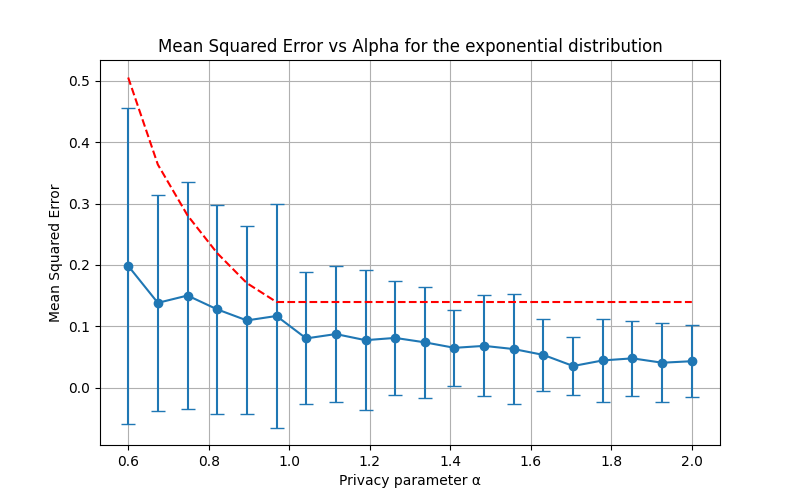 Mean Squared Error vs Alpha for the exponential distribution
Mean Squared Error
0.5
0.4
0.3
0.2
0.1
0.0
0.6 0.8 1.0 1.2 1.4 1.6 1.8 2.0
Privacy parameter α